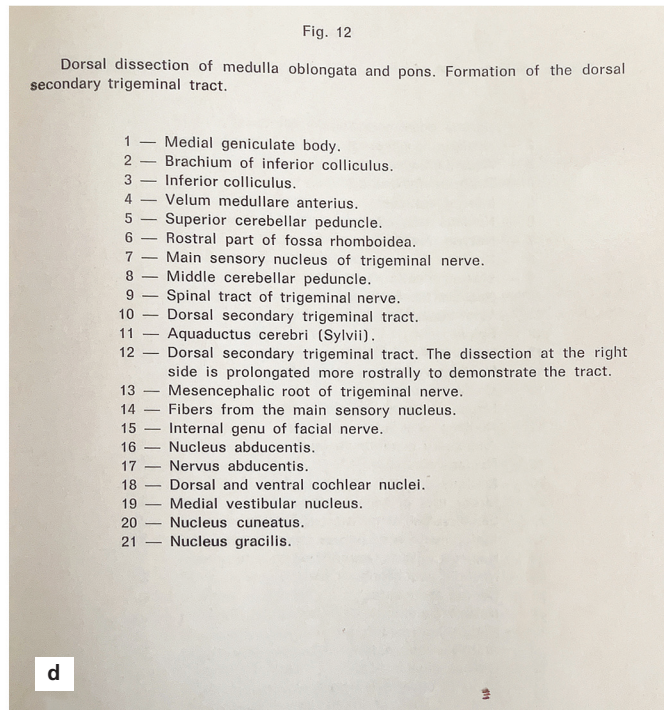 Fig. 12
Dorsal dissection of medulla oblongata and pons. Formation of the dorsal
secondary trigeminal tract.
1 — Medial geniculate body.
2 — Brachium of inferior colliculus.
3 — Inferior colliculus.
4 — Velum medullare anterius.
5 — Superior cerebellar peduncle.
6 — Rostral part of fossa rhomboidea.
7 — Main sensory nucleus of trigeminal nerve.
8 — Middle cerebellar peduncle.
9 — Spinal tract of trigeminal nerve.
10 — Dorsal secondary trigeminal tract.
11 — Aquaductus cerebri (Sylvii).
12 — Dorsal secondary trigeminal tract. The dissection at the right
side is prolongated more rostrally to demonstrate the tract.
13 — Mesencephalic root of trigeminal nerve.
14 — Fibers from the main sensory nucleus.
15 — Internal genu of facial nerve.
16 — Nucleus abducentis.
17 — Nervus abducentis.
18 — Dorsal and ventral cochlear nuclei.
19 — Medial vestibular nucleus.
20 — Nucleus cuneatus.
21 — Nucleus gracilis.
d